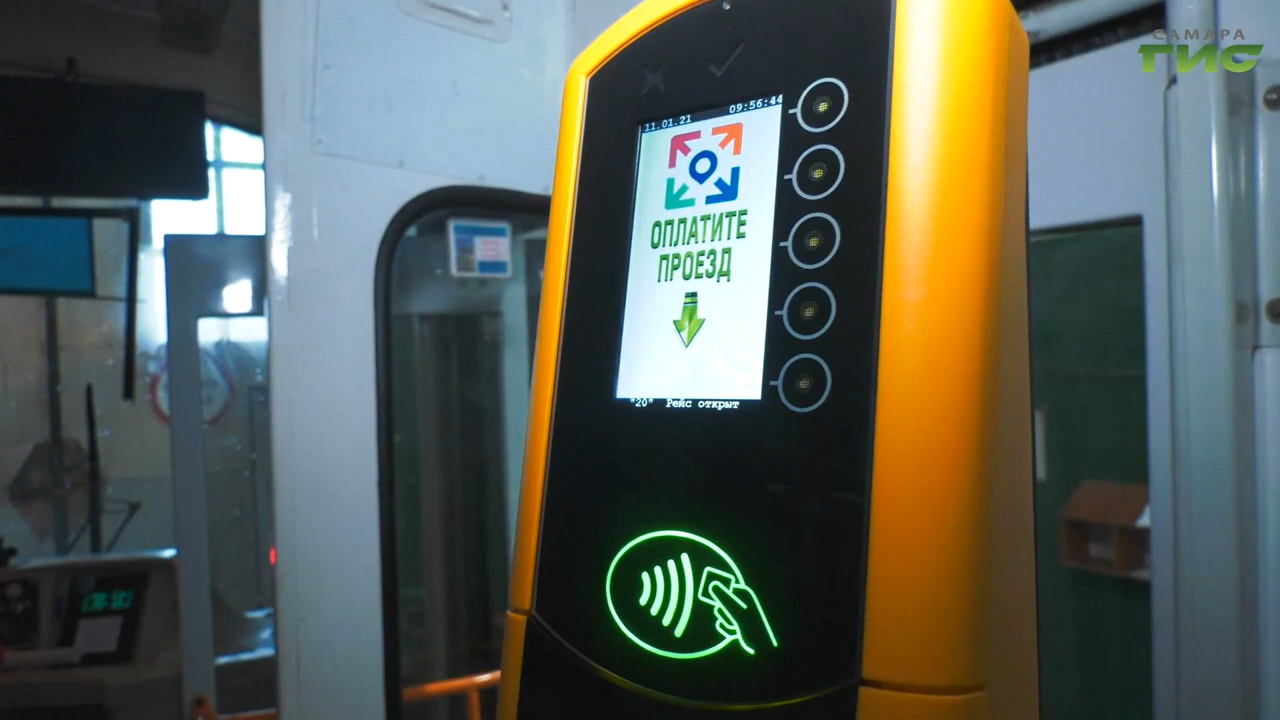 САМАРА
ГИС
11.01.21 09:56:44
ОПЛАТИТЕ
ПРОЕЗД
"20" Рейс открыт